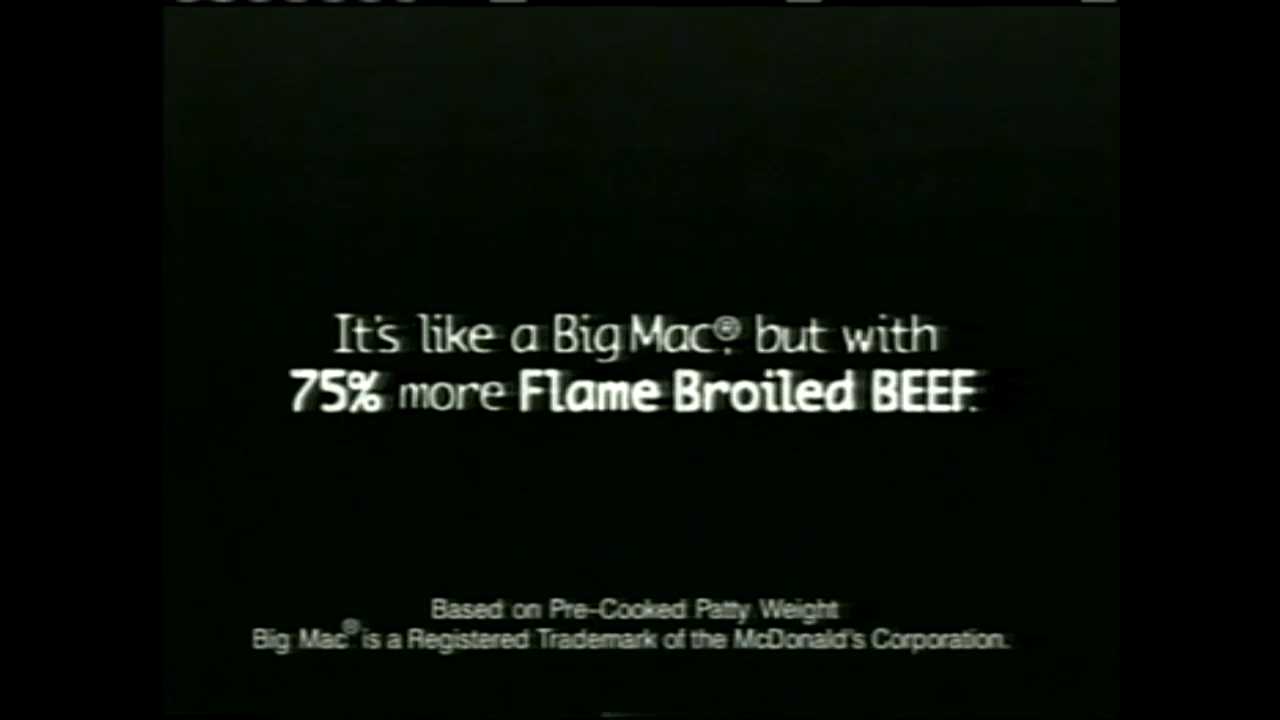 It's like a Big Mac®, but with
75% more Flame Broiled BEEF.
Based on Pre-Cooked Patty Weight
Big Mac® is a Registered Trademark of the McDonald's Corporation.